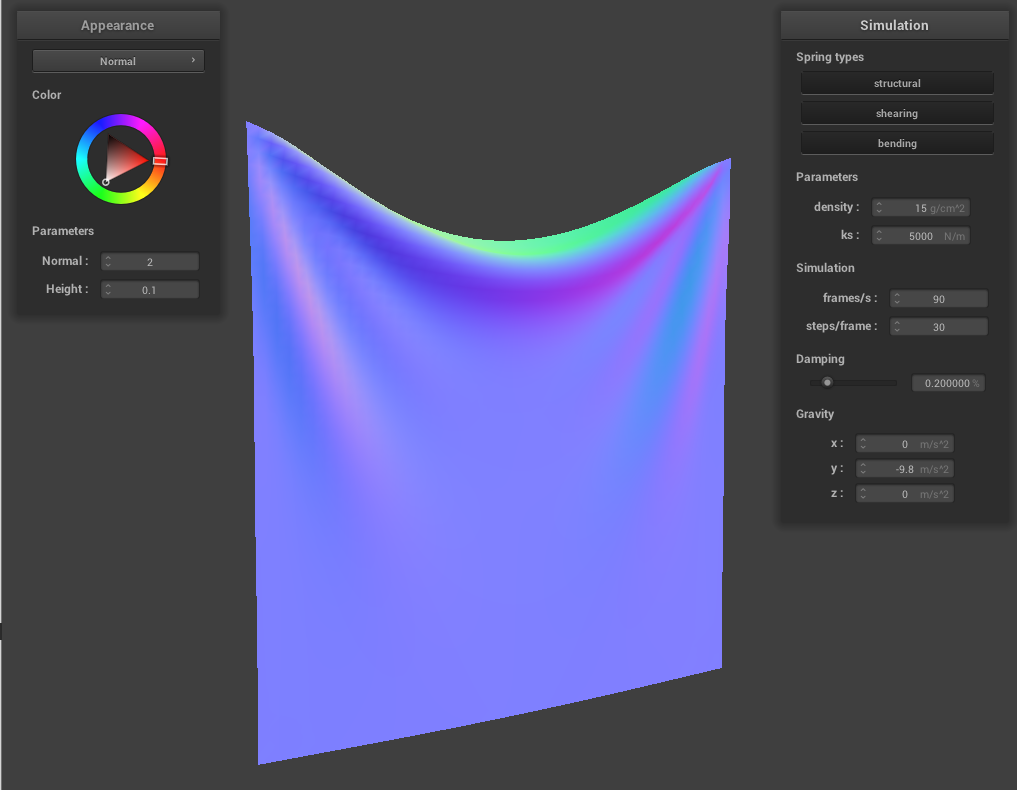 Appearance
Normal ›
Color
Parameters
Normal : 2
Height : 0.1
Simulation
Spring types
structural
shearing
bending
Parameters
density : 15 g/cm^2
ks : 5000 N/m
Simulation
frames/s : 90
steps/frame : 30
Damping
0.200000 %
Gravity
x : 0 m/s^2
y : -9.8 m/s^2
z : 0 m/s^2